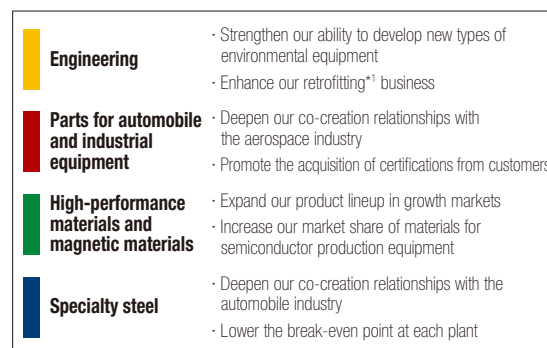 Engineering
· Strengthen our ability to develop new types of
environmental equipment
· Enhance our retrofitting*1 business
Parts for automobile
and industrial
equipment
· Deepen our co-creation relationships with
the aerospace industry
· Promote the acquisition of certifications from customers
High-performance
materials and
magnetic materials
· Expand our product lineup in growth markets
· Increase our market share of materials for
semiconductor production equipment
Specialty steel
· Deepen our co-creation relationships with the
automobile industry
· Lower the break-even point at each plant